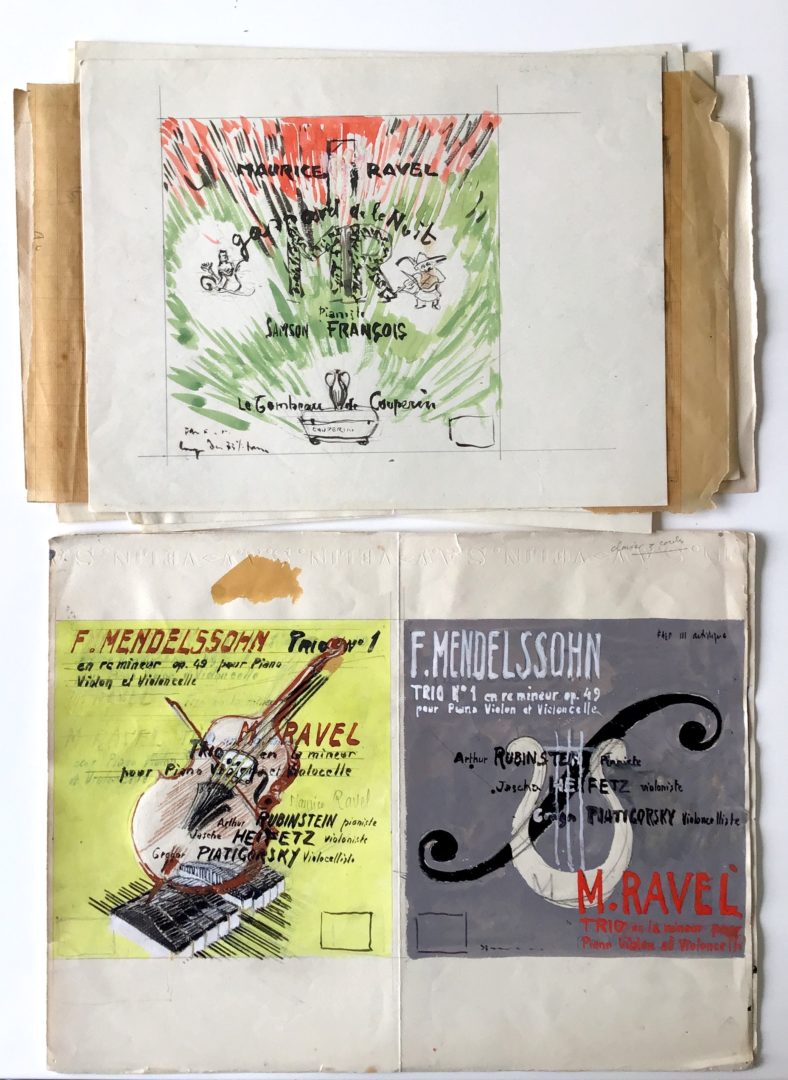 MAURICE RAVEL
gaspard de la Nuit
MR
pianiste
SAMSON FRANÇOIS
Le Tombeau de Couperin
COUPERIN
F. MENDELSSOHN TRIO No 1
en re mineur op. 49 pour Piano
Violon et Violoncelle
M. RAVEL
TRIO en la mineur
pour Piano Violon et Violocelle
Maurice Ravel
Arthur RUBINSTEIN pianiste
Jascha HEIFETZ violoniste
Gregor PIATIGORSKY Violoncelliste
F. MENDELSSOHN
TRIO No 1 en re mineur op. 49
pour Piano Violon et Violoncelle
Arthur RUBINSTEIN Pianiste
Jascha HEIFETZ violoniste
Gregor PIATIGORSKY Violoncelliste
M. RAVEL
TRIO en la mineur pour
Piano Violon et Violoncelle